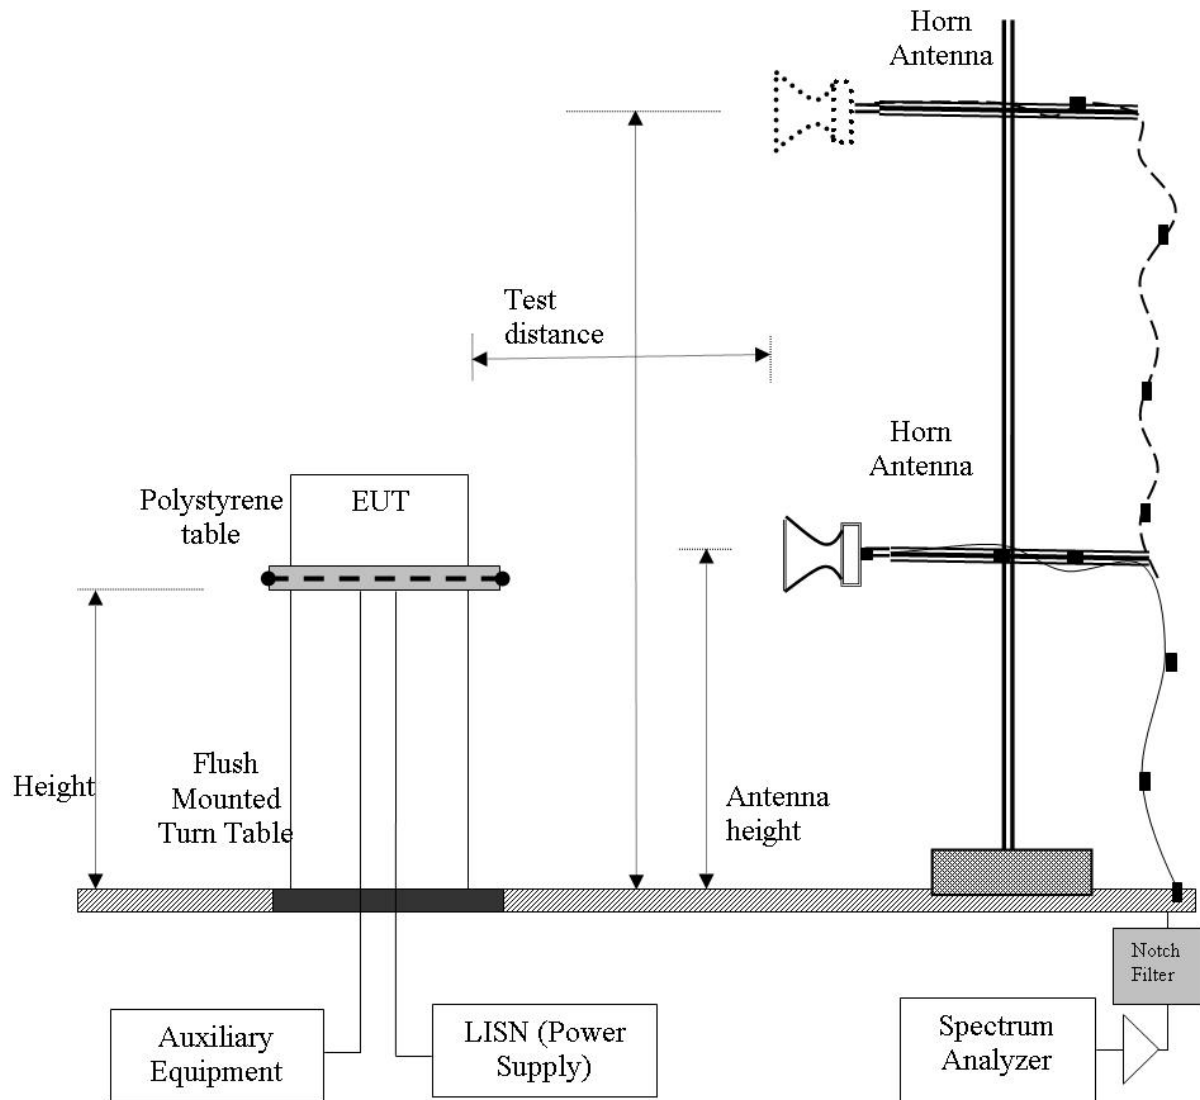 Horn
Antenna
Test
distance
Horn
Antenna
Polystyrene
table
EUT
Height
Flush
Mounted
Turn Table
Antenna
height
Notch
Filter
Auxiliary
Equipment
LISN (Power
Supply)
Spectrum
Analyzer